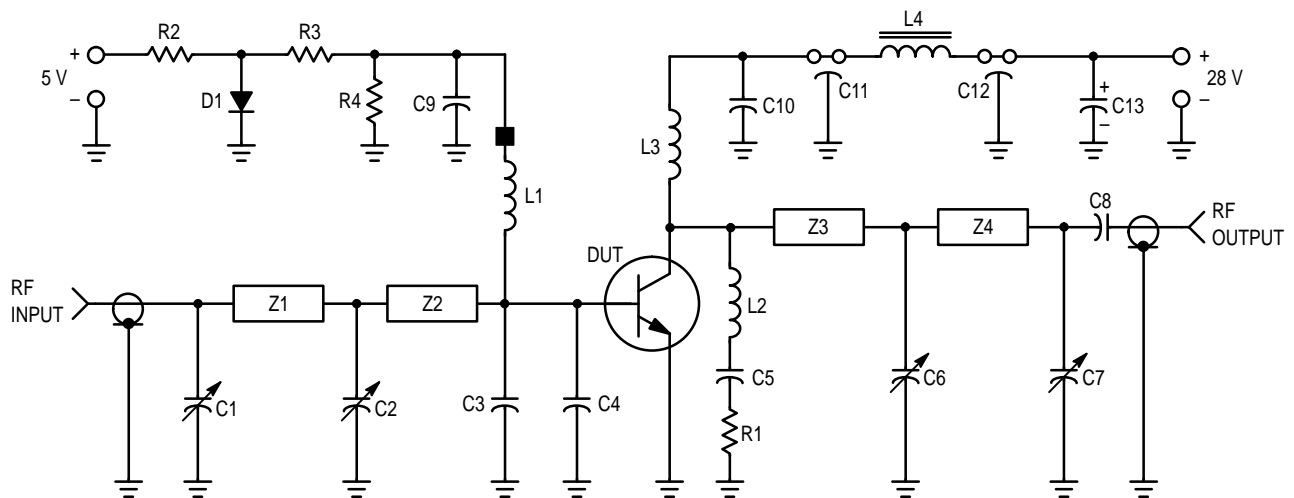 L4
R2
R3
+
5 V
–
D1
R4
C9
C10
C11
C12
+
C13
–
+
28 V
–
L1
L3
C8
Z3
Z4
RF
OUTPUT
DUT
RF
INPUT
Z1
Z2
L2
C1
C2
C3
C4
C5
R1
C6
C7